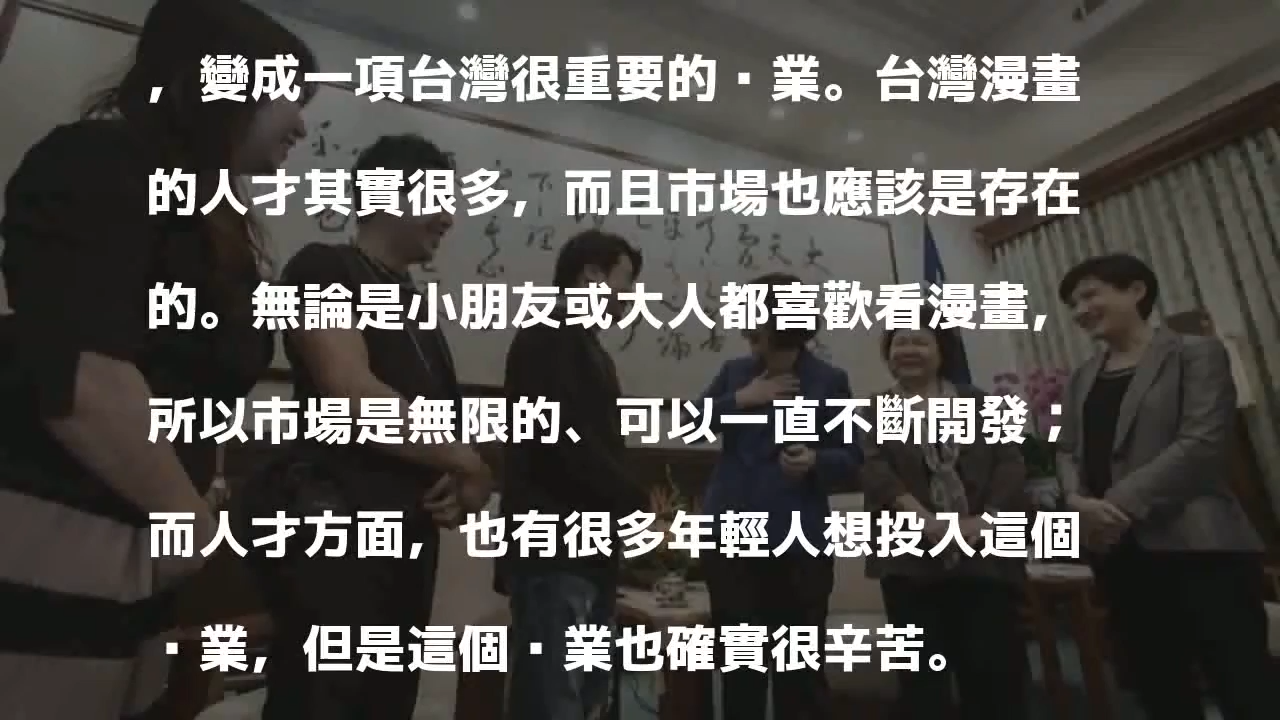 ，變成一項台灣很重要的·業。台灣漫畫
的人才其實很多，而且市場也應該是存在
的。無論是小朋友或大人都喜歡看漫畫，
所以市場是無限的、可以一直不斷開發；
而人才方面，也有很多年輕人想投入這個
·業，但是這個·業也確實很辛苦。